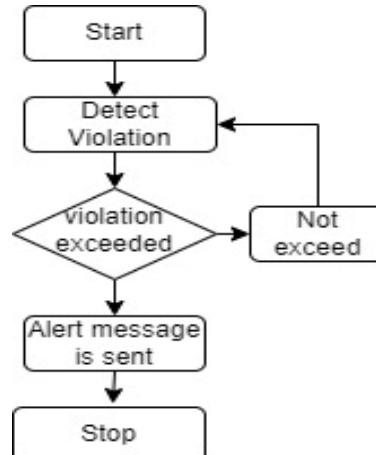 Start
Detect
Violation
violation
exceeded
Not
exceed
Alert message
is sent
Stop